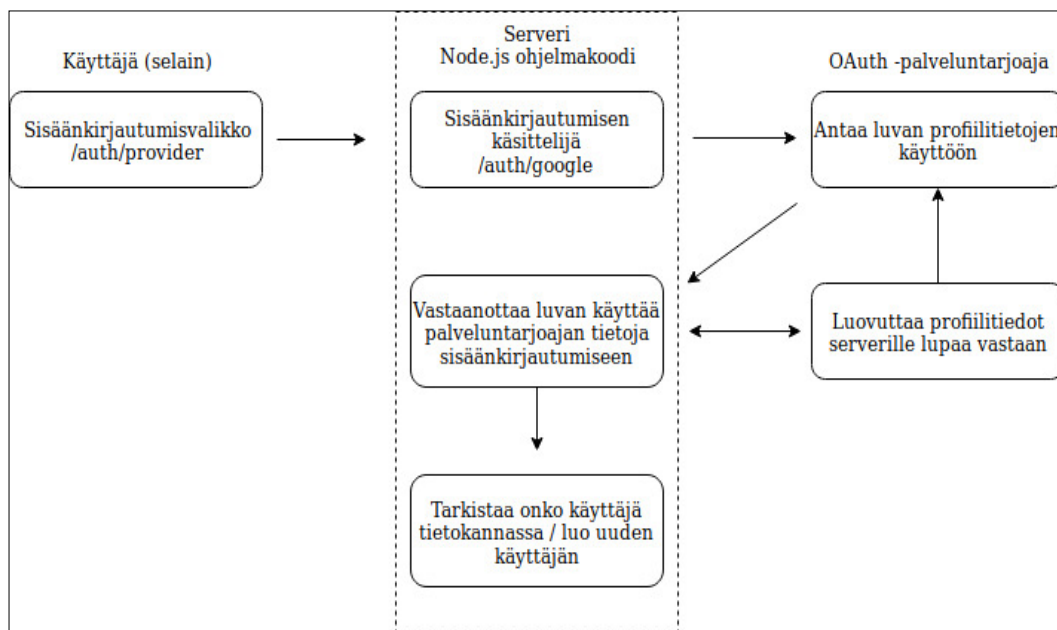 Käyttäjä (selain)
Serveri
Node.js ohjelmakoodi
OAuth -palveluntarjoaja
Sisäänkirjautumisvalikko
/auth/provider
Sisäänkirjautumisen
käsittelijä
/auth/google
Antaa luvan profiilitietojen
käyttöön
Vastaanottaa luvan käyttää
palveluntarjoajan tietoja
sisäänkirjautumiseen
Luovuttaa profiilitiedot
serverille lupaa vastaan
Tarkistaa onko käyttäjä
tietokannassa / luo uuden
käyttäjän